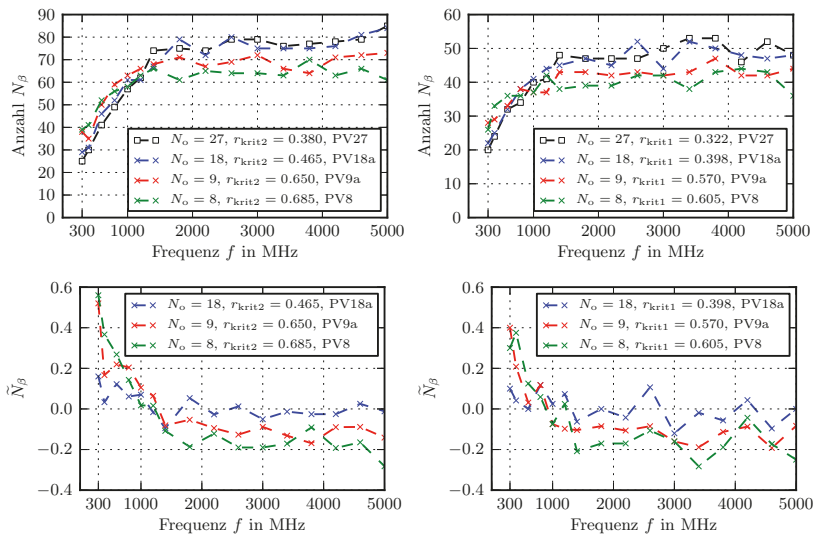 90
80
70
60
50
40
30
20
10
0
Anzahl N_β
N_o = 27, r_krit2 = 0.380, PV27
N_o = 18, r_krit2 = 0.465, PV18a
N_o = 9, r_krit2 = 0.650, PV9a
N_o = 8, r_krit2 = 0.685, PV8
300 1000 2000 3000 4000 5000
Frequenz f in MHz
60
50
40
30
20
10
0
Anzahl N_β
N_o = 27, r_krit1 = 0.322, PV27
N_o = 18, r_krit1 = 0.398, PV18a
N_o = 9, r_krit1 = 0.570, PV9a
N_o = 8, r_krit1 = 0.605, PV8
300 1000 2000 3000 4000 5000
Frequenz f in MHz
0.6
0.4
0.2
0.0
−0.2
−0.4
Ñ_β
N_o = 18, r_krit2 = 0.465, PV18a
N_o = 9, r_krit2 = 0.650, PV9a
N_o = 8, r_krit2 = 0.685, PV8
300 1000 2000 3000 4000 5000
Frequenz f in MHz
0.6
0.4
0.2
0.0
−0.2
−0.4
Ñ_β
N_o = 18, r_krit1 = 0.398, PV18a
N_o = 9, r_krit1 = 0.570, PV9a
N_o = 8, r_krit1 = 0.605, PV8
300 1000 2000 3000 4000 5000
Frequenz f in MHz